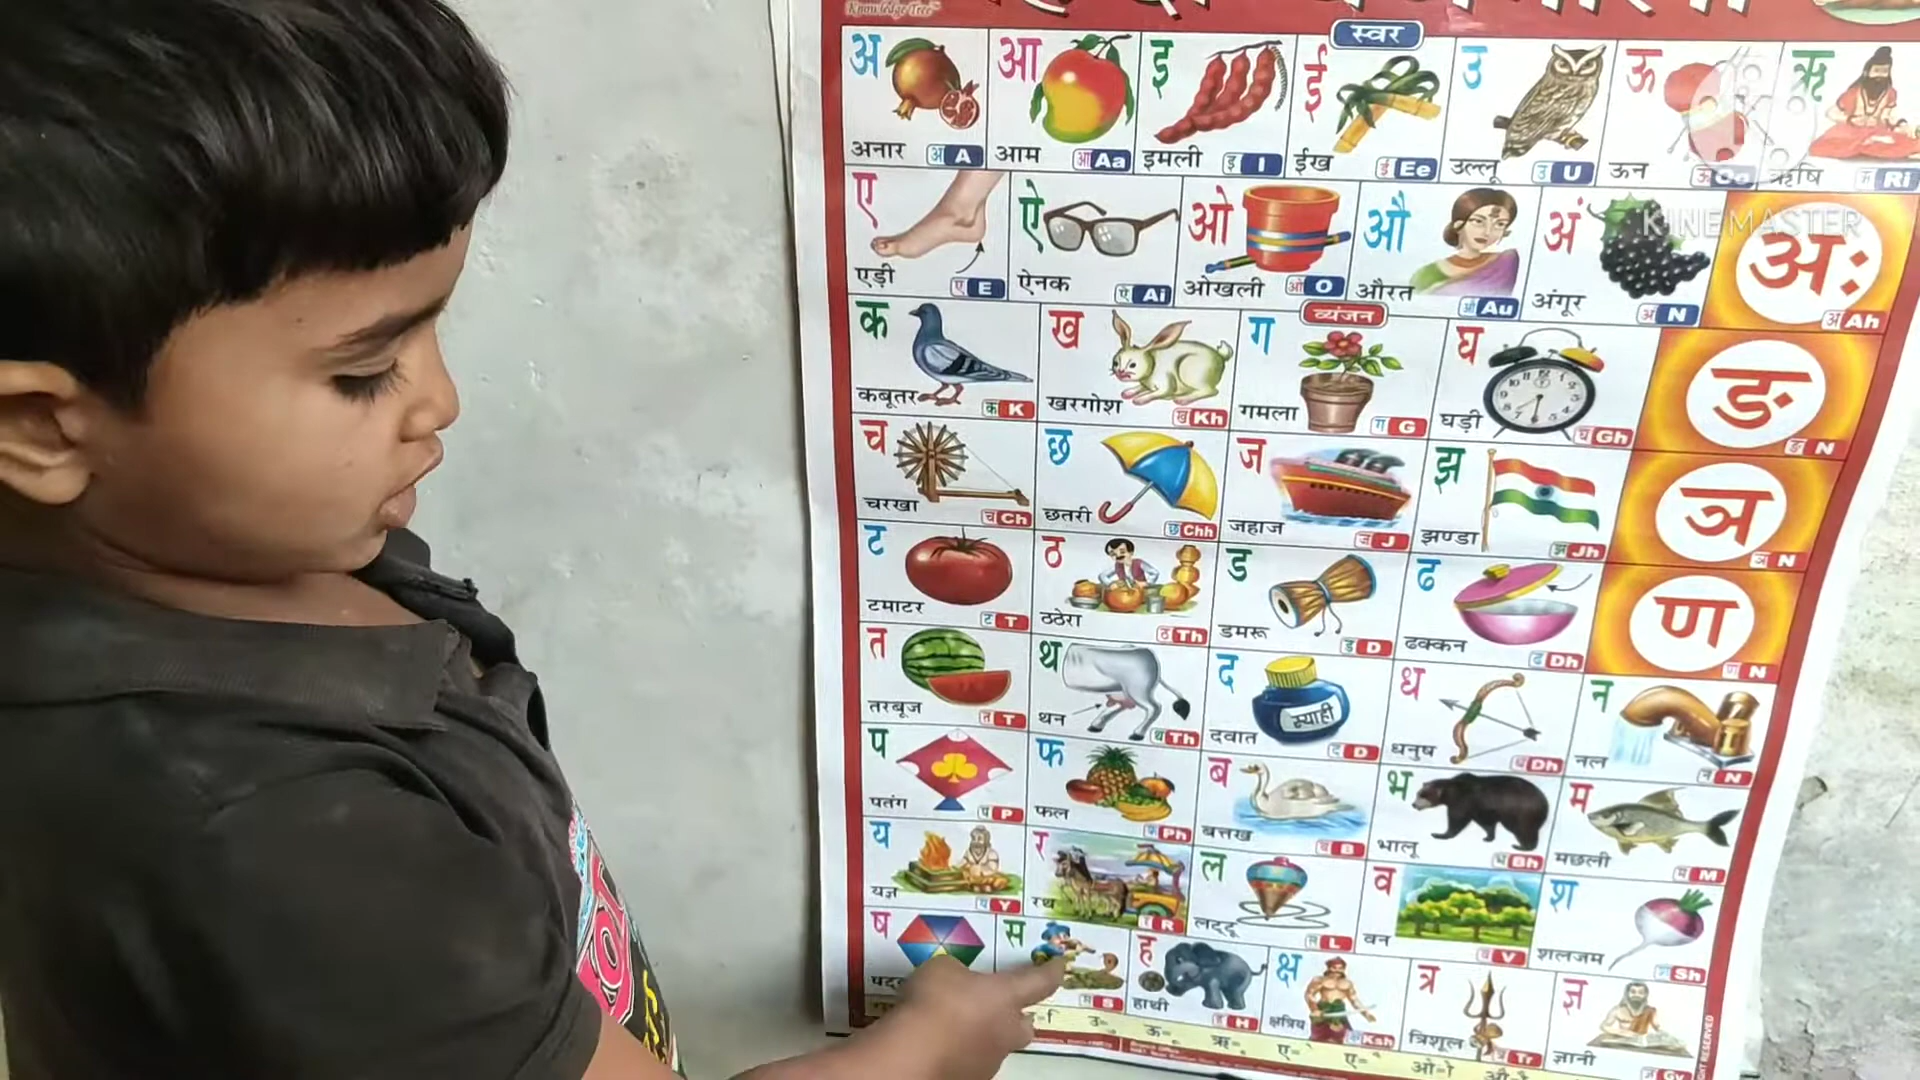 Knowledge Tree
स्वर
अ आ इ ई उ ऊ ऋ
अनार अ A आम आ Aa इमली इ I ईख ई Ee उल्लू उ U ऊन ऊ Oo ऋषि ऋ Ri
KINEMASTER
ए ऐ ओ औ अं अः
एड़ी ए E ऐनक ऐ Ai ओखली ओ O औरत औ Au अंगूर अं N अः Ah
व्यंजन
क ख ग घ ङ
कबूतर क K खरगोश ख Kh गमला ग G घड़ी घ Gh ङ N
च छ ज झ ञ
चरखा च Ch छतरी छ Chh जहाज ज J झण्डा झ Jh ञ N
ट ठ ड ढ ण
टमाटर ट T ठठेरा ठ Th डमरू ड D ढक्कन ढ Dh ण N
त थ द ध न
स्याही
तरबूज त T थन थ Th दवात द D धनुष ध Dh नल न N
प फ ब भ म
पतंग प P फल फ Ph बत्तख ब B भालू भ Bh मछली म M
य र ल व श
यज्ञ य Y रथ र R लट्टू ल L वन व V शलजम श Sh
ष स ह क्ष त्र ज्ञ
स S हाथी ह H क्षत्रिय क्ष Ksh त्रिशूल त्र Tr ज्ञानी